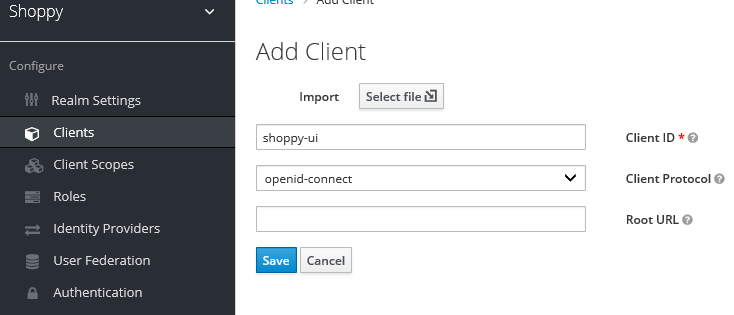 Shoppy
Clients > Add Client
Configure
Realm Settings
Clients
Client Scopes
Roles
Identity Providers
User Federation
Authentication
Add Client
Import Select file
shoppy-ui Client ID *
openid-connect Client Protocol
Root URL
Save Cancel